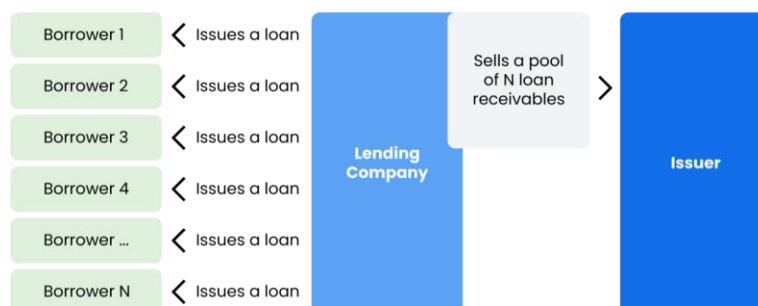 Borrower 1
Issues a loan
Borrower 2
Issues a loan
Borrower 3
Issues a loan
Borrower 4
Issues a loan
Borrower ...
Issues a loan
Borrower N
Issues a loan
Lending
Company
Sells a pool
of N loan
receivables
Issuer